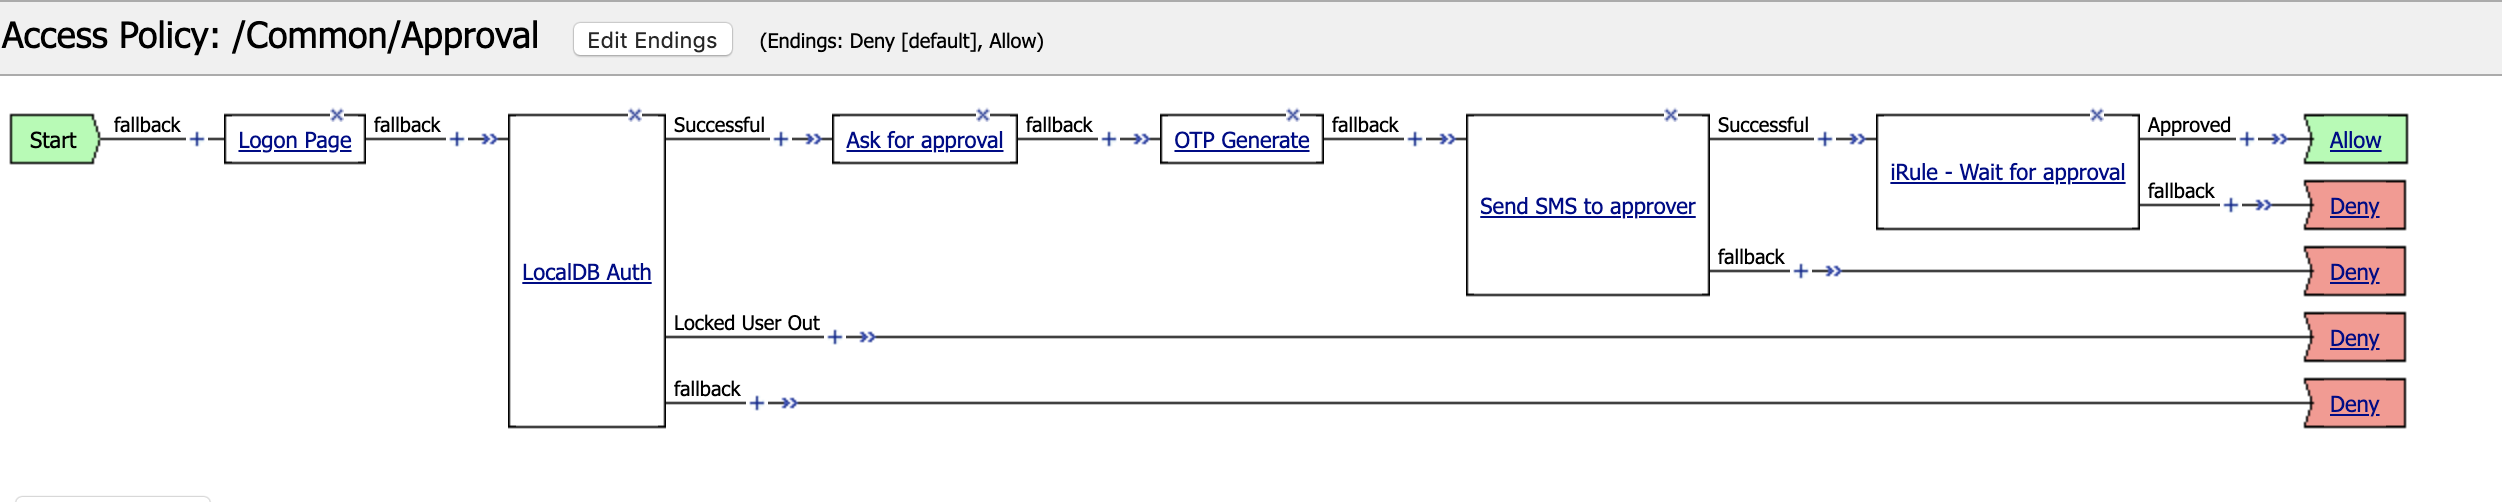 Access Policy: /Common/Approval Edit Endings (Endings: Deny [default], Allow)
Start fallback Logon Page fallback Successful Ask for approval fallback OTP Generate fallback Successful Approved Allow
iRule - Wait for approval
fallback
Send SMS to approver Deny
fallback
LocalDB Auth Deny
Locked User Out
Deny
fallback
Deny